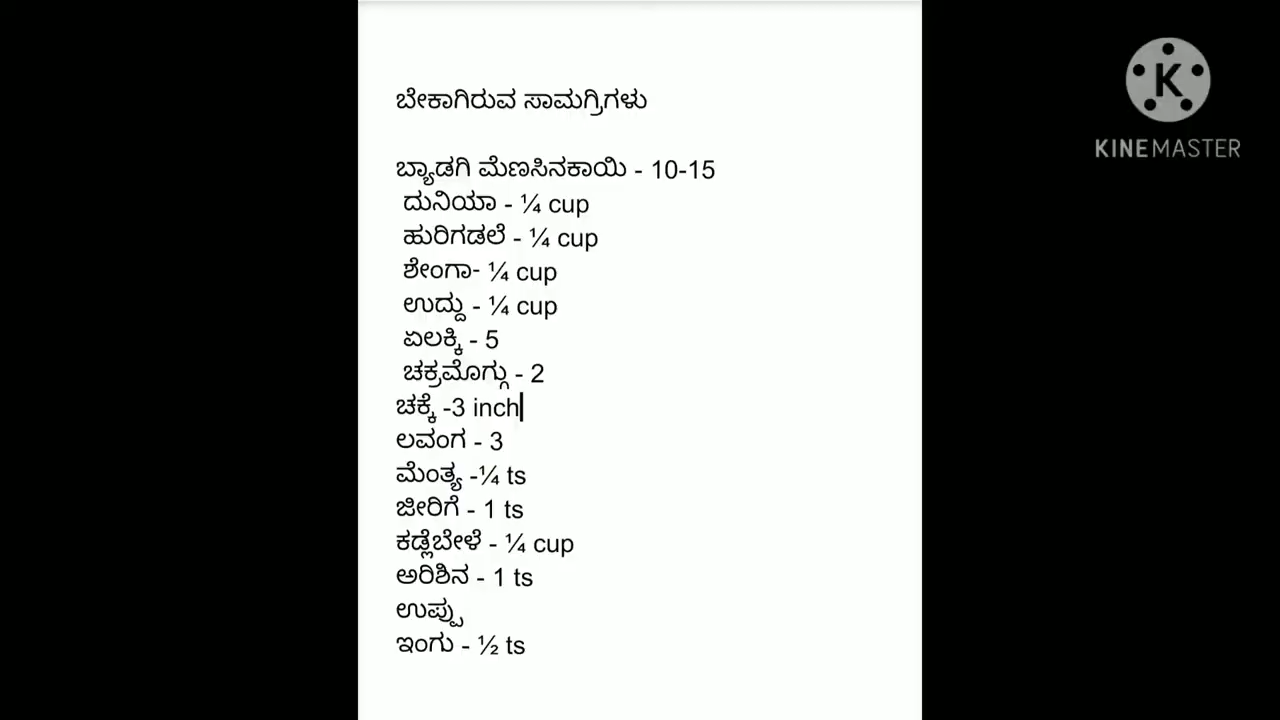 ಬೇಕಾಗಿರುವ ಸಾಮಗ್ರಿಗಳು
ಬ್ಯಾಡಗಿ ಮೆಣಸಿನಕಾಯಿ - 10-15
ದುನಿಯಾ - ¼ cup
ಹುರಿಗಡಲೆ - ¼ cup
ಶೇಂಗಾ- ¼ cup
ಉದ್ದು - ¼ cup
ಏಲಕ್ಕಿ - 5
ಚಕ್ರಮೊಗ್ಗು - 2
ಚಕ್ಕೆ -3 inch
ಲವಂಗ - 3
ಮೆಂತ್ಯ -¼ ts
ಜೀರಿಗೆ - 1 ts
ಕಡ್ಲೆಬೇಳೆ - ¼ cup
ಅರಿಶಿನ - 1 ts
ಉಪ್ಪು
ಇಂಗು - ½ ts
K
KINEMASTER